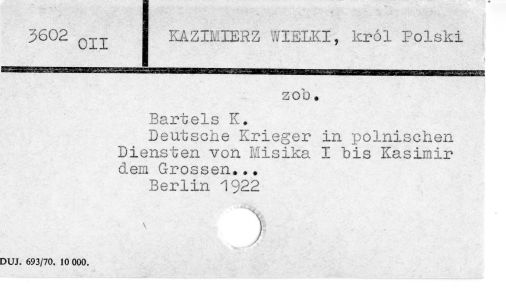 3602 OII
KAZIMIERZ WIELKI, król Polski
zob.
Bartels K.
Deutsche Krieger in polnischen
Diensten von Misika I bis Kasimir
dem Grossen...
Berlin 1922
DUJ. 693/70. 10 000.